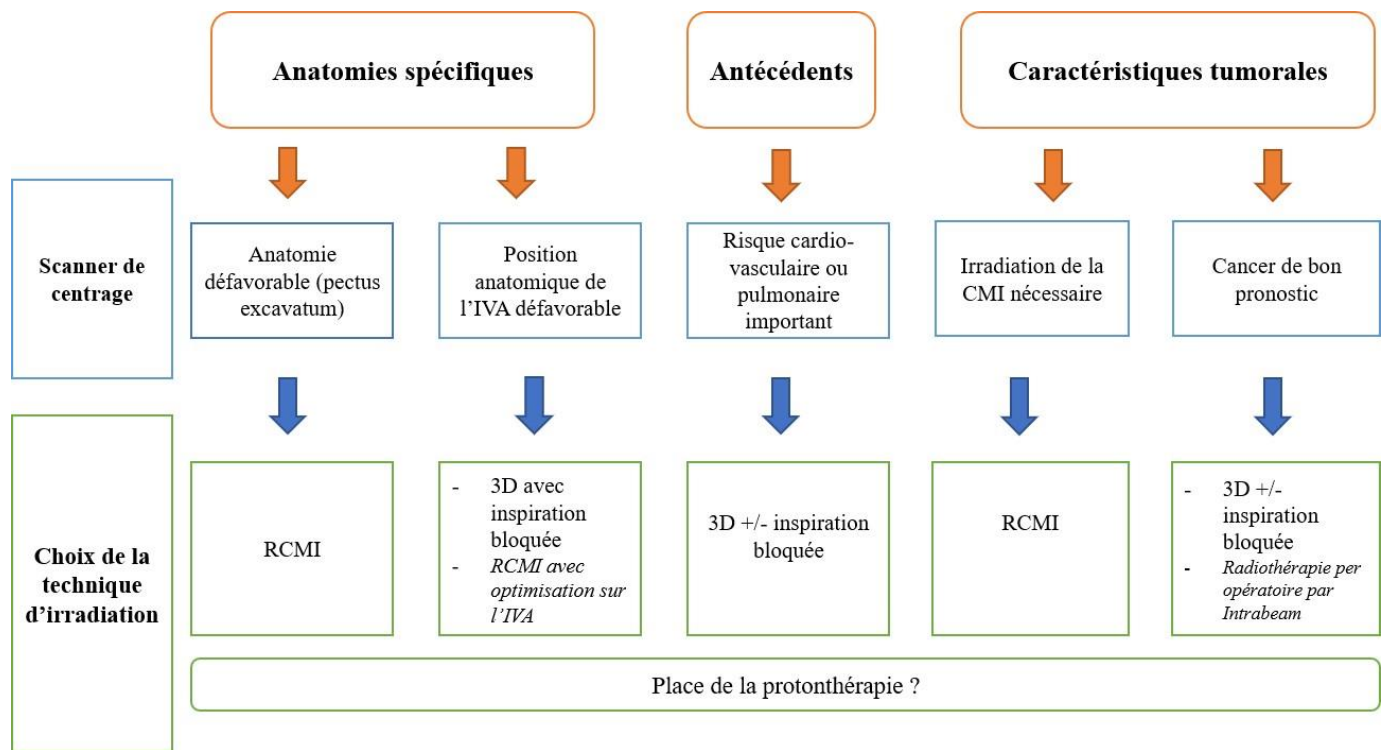 Anatomies spécifiques
Antécédents
Caractéristiques tumorales
Scanner de
centrage
Anatomie
défavorable (pectus
excavatum)
Position
anatomique de
l’IVA défavorable
Risque cardio-
vasculaire ou
pulmonaire
important
Irradiation de la
CMI nécessaire
Cancer de bon
pronostic
Choix de la
technique
d’irradiation
RCMI
- 3D avec
inspiration
bloquée
- RCMI avec
optimisation sur
l’IVA
3D +/- inspiration
bloquée
RCMI
- 3D +/-
inspiration
bloquée
- Radiothérapie per
opératoire par
Intrabeam
Place de la protonthérapie ?